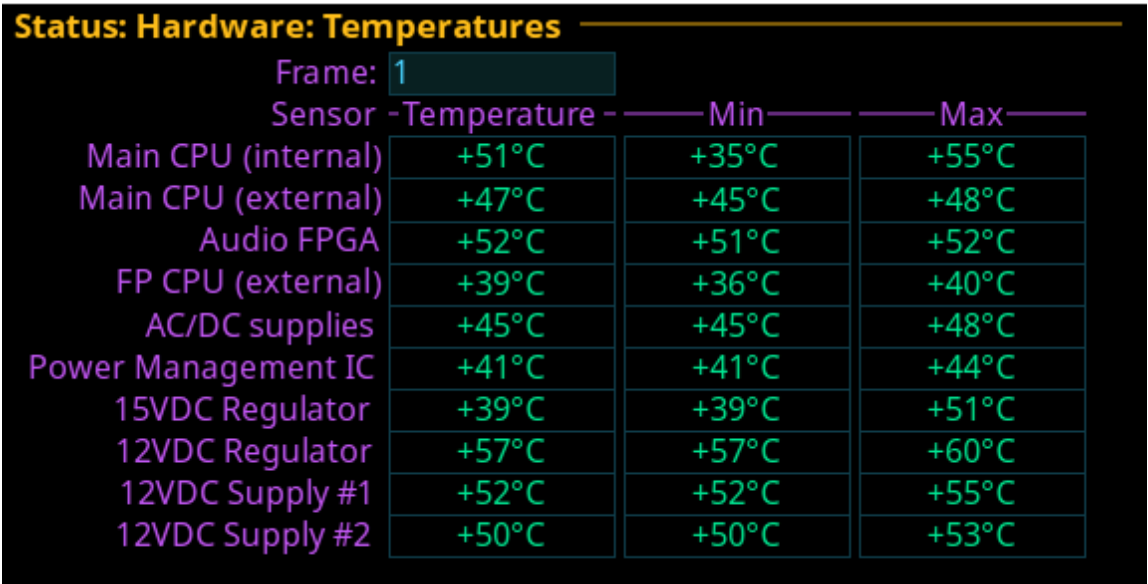 Status: Hardware: Temperatures
Frame: 1
Sensor Temperature Min Max
Main CPU (internal) +51°C +35°C +55°C
Main CPU (external) +47°C +45°C +48°C
Audio FPGA +52°C +51°C +52°C
FP CPU (external) +39°C +36°C +40°C
AC/DC supplies +45°C +45°C +48°C
Power Management IC +41°C +41°C +44°C
15VDC Regulator +39°C +39°C +51°C
12VDC Regulator +57°C +57°C +60°C
12VDC Supply #1 +52°C +52°C +55°C
12VDC Supply #2 +50°C +50°C +53°C